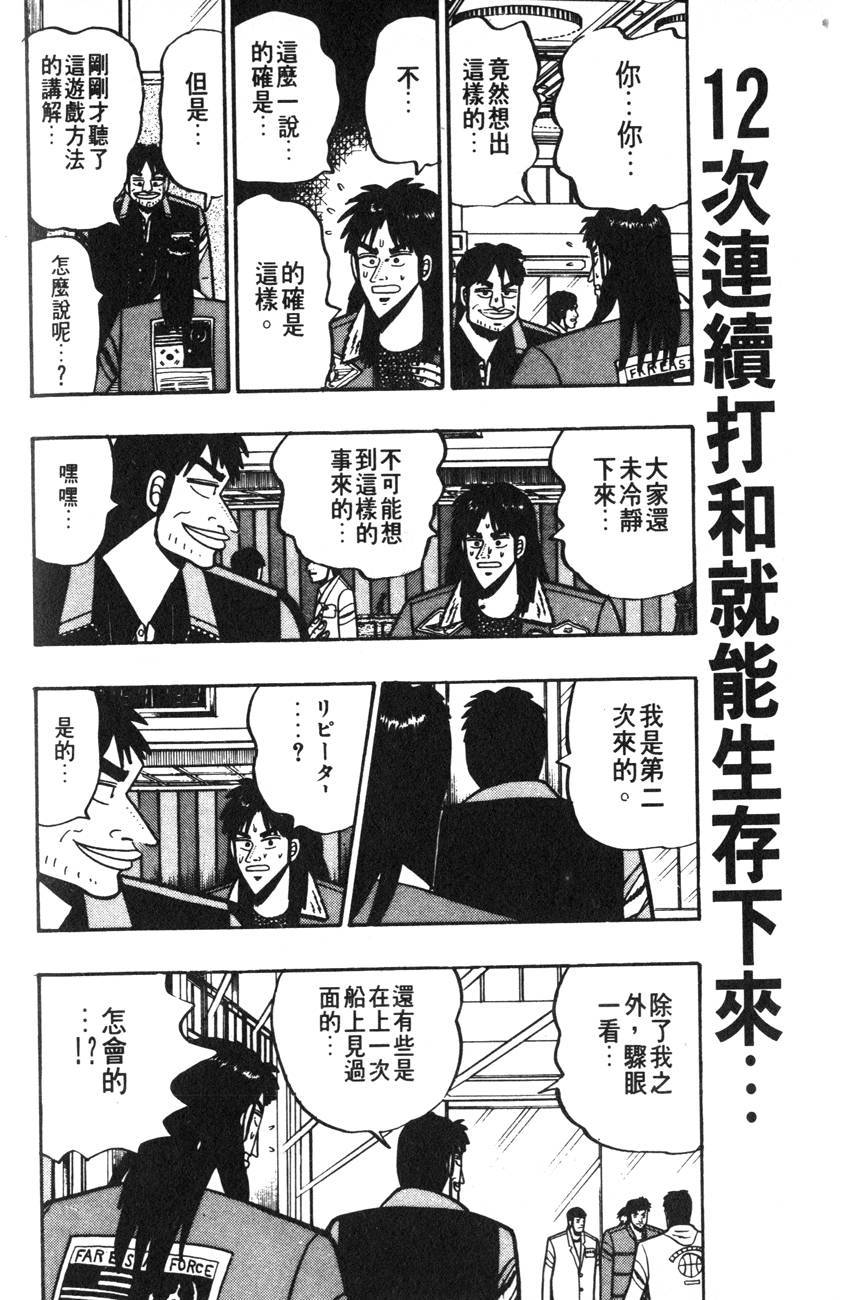 12次連續打和就能生存下來…
你…你…
竟然想出
這樣的…
FAR EAST
不…
這麼一說…
的確是…
的確是
這樣。
但是…
剛剛才聽了
這遊戲方法
的講解…
怎麼說呢…?
大家還
未冷靜
下來…
不可能想
到這樣的
事來的…
嘿嘿…
我是第二
次來的。
リピーター
…?
是的…
除了我之
外，驟眼
一看…
還有些是
在上一次
船上見過
面的…
怎會的
…!?
FAR EAST FORCE